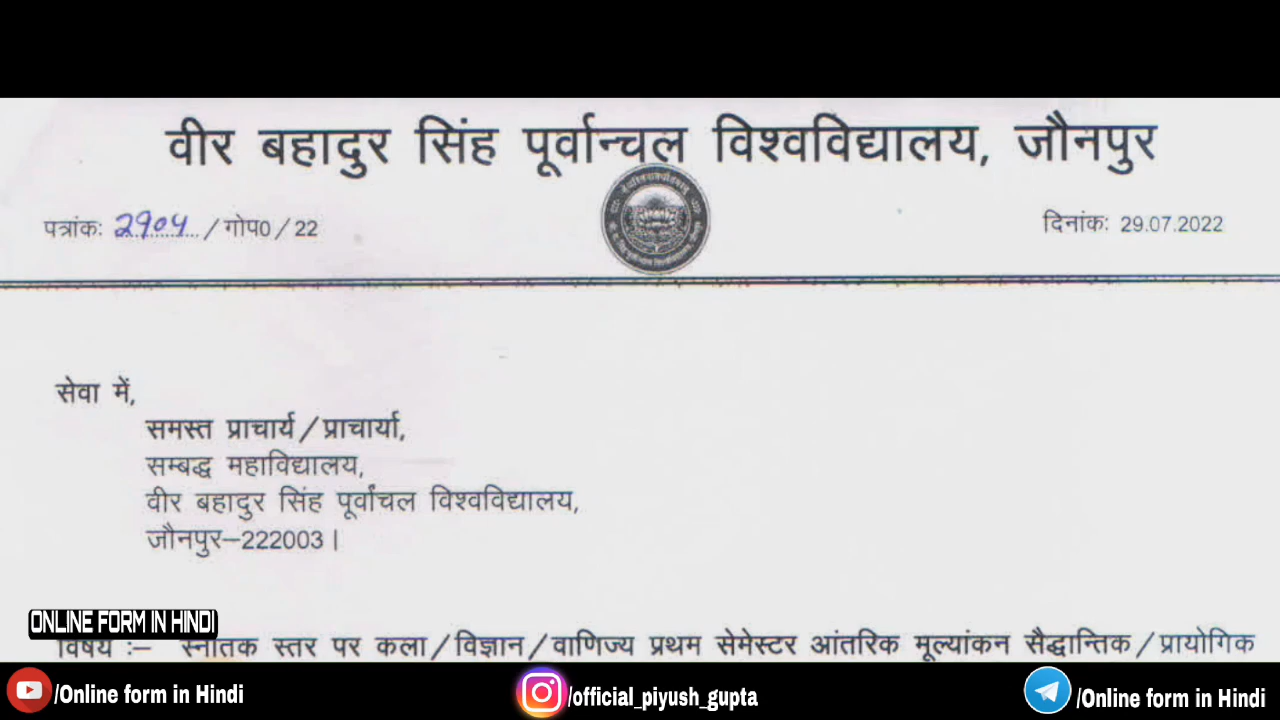 वीर बहादुर सिंह पूर्वान्चल विश्वविद्यालय, जौनपुर
पत्रांक: २९०५ / गोप0 / 22
दिनांक: 29.07.2022
सेवा में,
समस्त प्राचार्य / प्राचार्या,
सम्बद्ध महाविद्यालय,
वीर बहादुर सिंह पूर्वांचल विश्वविद्यालय,
जौनपुर–222003।
ONLINE FORM IN HINDI
विषय :– स्नातक स्तर पर कला / विज्ञान / वाणिज्य प्रथम सेमेस्टर आंतरिक मूल्यांकन सैद्धान्तिक / प्रायोगिक
/Online form in Hindi
/official_piyush_gupta
/Online form in Hindi